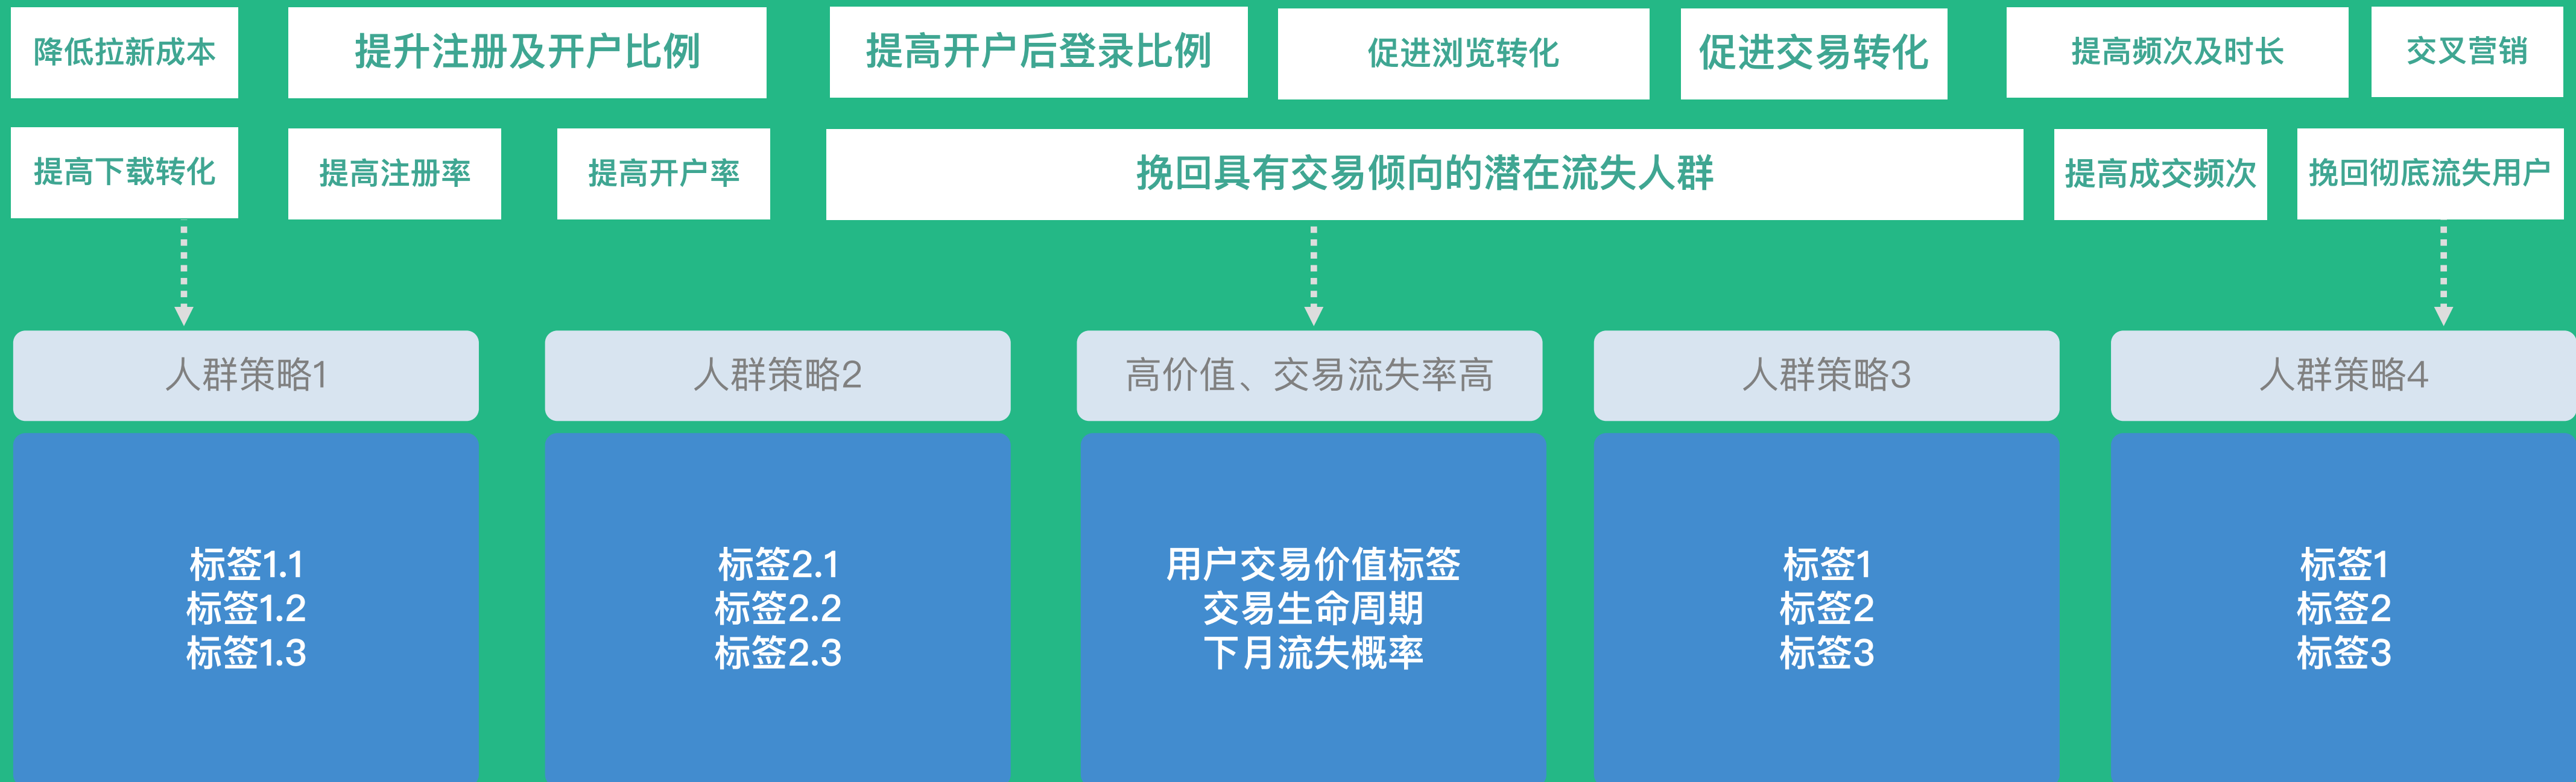 降低拉新成本
提升注册及开户比例
提高开户后登录比例
促进浏览转化
促进交易转化
提高频次及时长
交叉营销
提高下载转化
提高注册率
提高开户率
挽回具有交易倾向的潜在流失人群
提高成交频次
挽回彻底流失用户
人群策略1
人群策略2
高价值、交易流失率高
人群策略3
人群策略4
标签1.1
标签1.2
标签1.3
标签2.1
标签2.2
标签2.3
用户交易价值标签
交易生命周期
下月流失概率
标签1
标签2
标签3
标签1
标签2
标签3